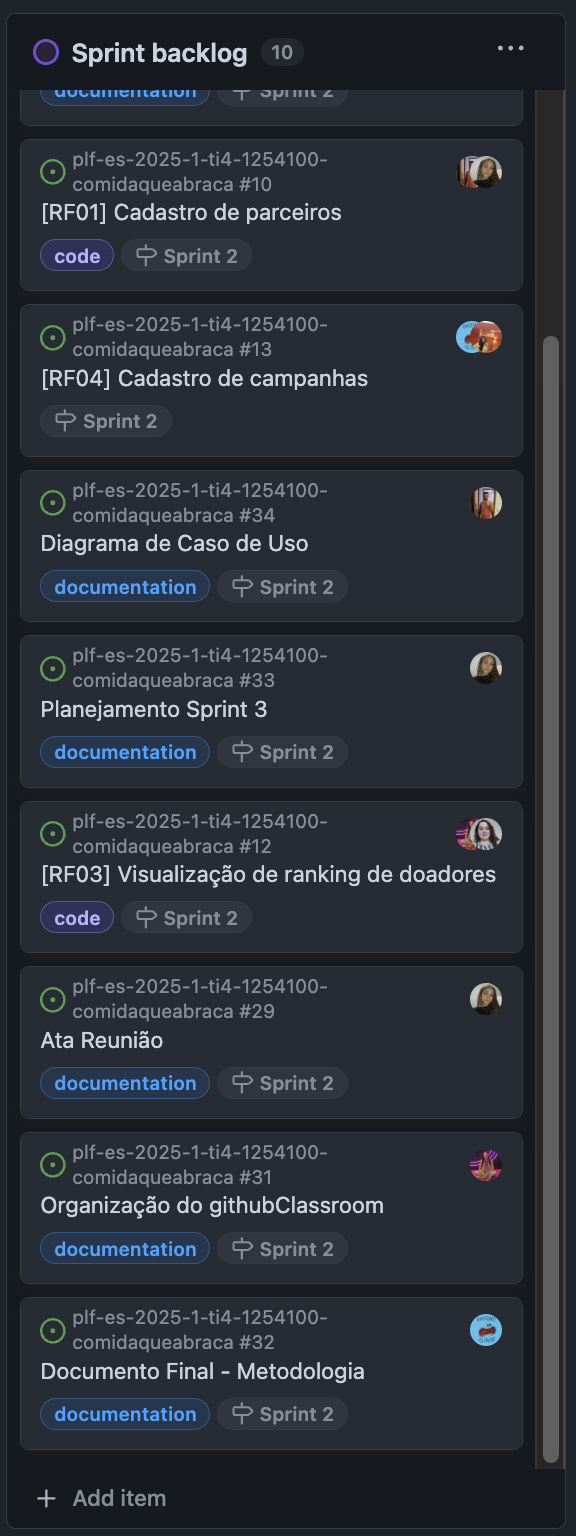 Sprint backlog 10
documentation Sprint 2
plf-es-2025-1-ti4-1254100-
comidaqueabraca #10
[RF01] Cadastro de parceiros
code Sprint 2
plf-es-2025-1-ti4-1254100-
comidaqueabraca #13
[RF04] Cadastro de campanhas
Sprint 2
plf-es-2025-1-ti4-1254100-
comidaqueabraca #34
Diagrama de Caso de Uso
documentation Sprint 2
plf-es-2025-1-ti4-1254100-
comidaqueabraca #33
Planejamento Sprint 3
documentation Sprint 2
plf-es-2025-1-ti4-1254100-
comidaqueabraca #12
[RF03] Visualização de ranking de doadores
code Sprint 2
plf-es-2025-1-ti4-1254100-
comidaqueabraca #29
Ata Reunião
documentation Sprint 2
plf-es-2025-1-ti4-1254100-
comidaqueabraca #31
Organização do githubClassroom
documentation Sprint 2
plf-es-2025-1-ti4-1254100-
comidaqueabraca #32
Documento Final - Metodologia
documentation Sprint 2
+ Add item